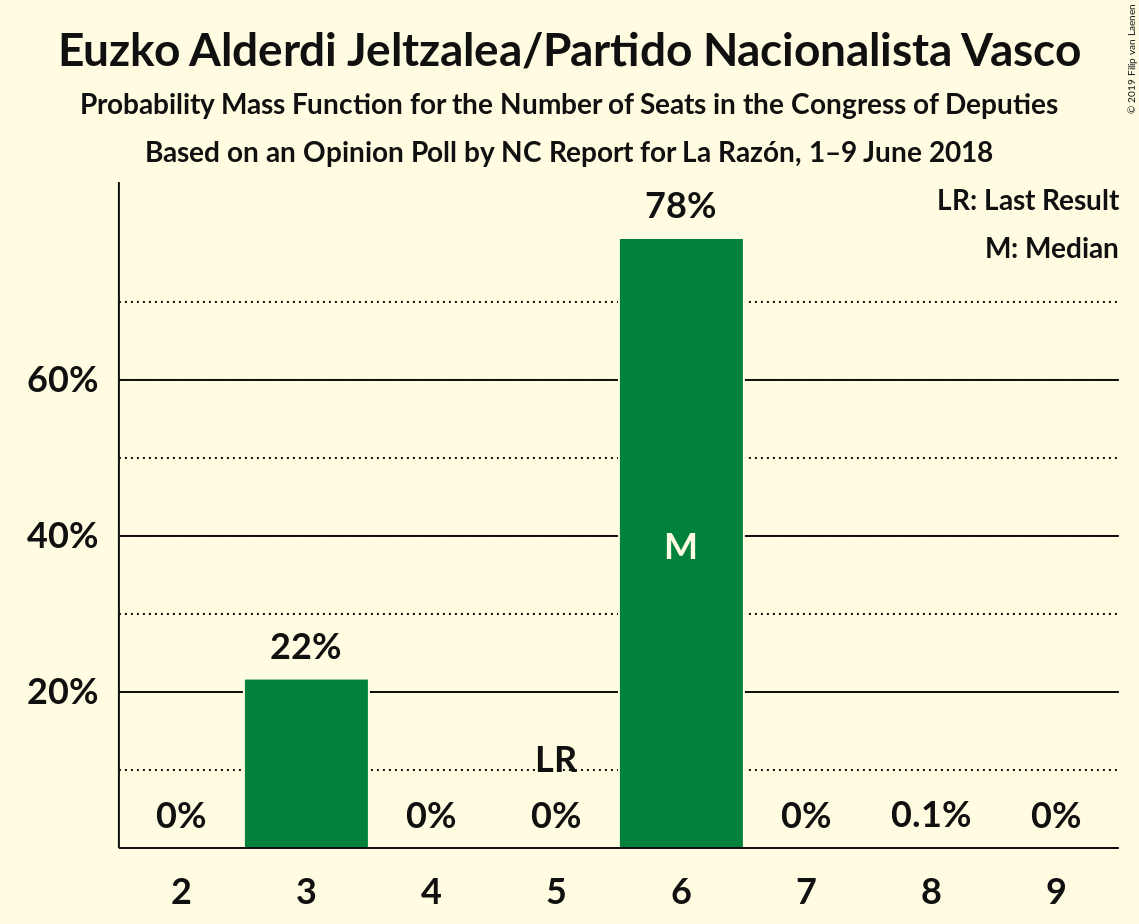 Euzko Alderdi Jeltzalea/Partido Nacionalista Vasco
Probability Mass Function for the Number of Seats in the Congress of Deputies
Based on an Opinion Poll by NC Report for La Razón, 1–9 June 2018
© 2019 Filip van Laenen
LR: Last Result
M: Median
78%
60%
40%
M
22%
20%
LR
0% 0% 0% 0% 0.1% 0%
2 3 4 5 6 7 8 9